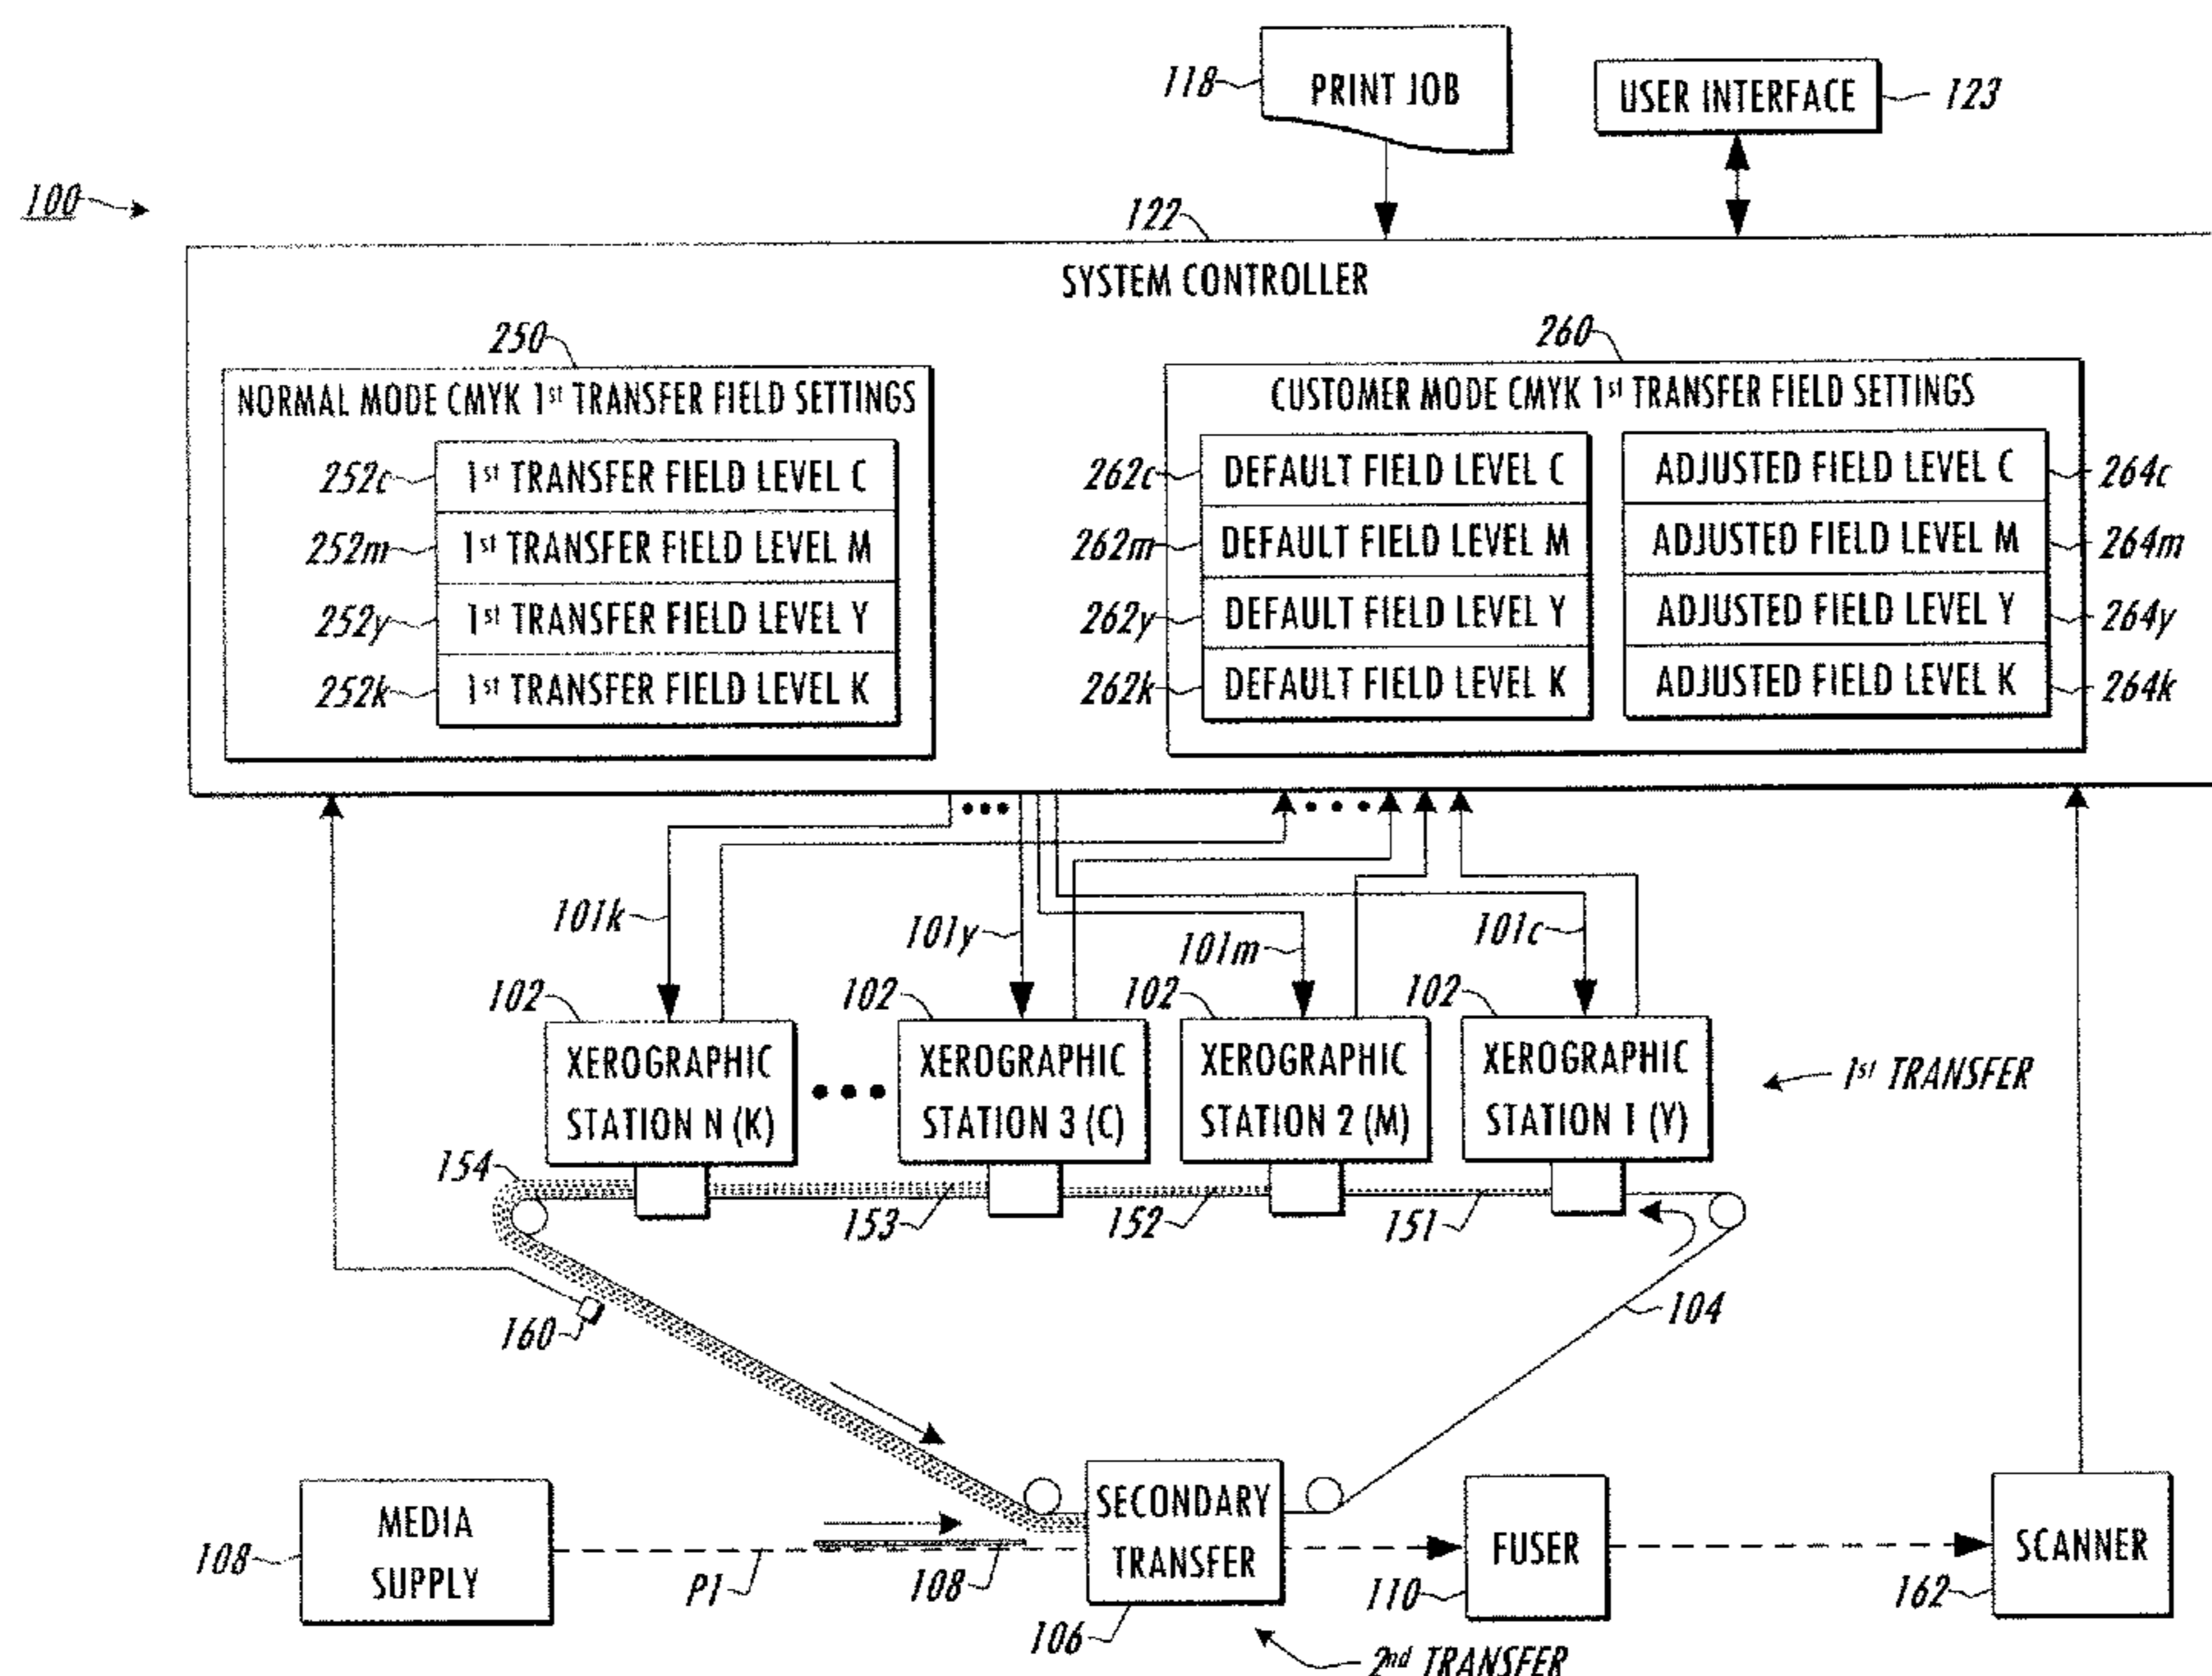 118
PRINT JOB
USER INTERFACE
123
100
122
SYSTEM CONTROLLER
250
260
NORMAL MODE CMYK 1st TRANSFER FIELD SETTINGS
252c
1st TRANSFER FIELD LEVEL C
252m
1st TRANSFER FIELD LEVEL M
252y
1st TRANSFER FIELD LEVEL Y
252k
1st TRANSFER FIELD LEVEL K
CUSTOMER MODE CMYK 1st TRANSFER FIELD SETTINGS
262c
DEFAULT FIELD LEVEL C
262m
DEFAULT FIELD LEVEL M
262y
DEFAULT FIELD LEVEL Y
262k
DEFAULT FIELD LEVEL K
ADJUSTED FIELD LEVEL C
264c
ADJUSTED FIELD LEVEL M
264m
ADJUSTED FIELD LEVEL Y
264y
ADJUSTED FIELD LEVEL K
264k
101k
101y
101m
101c
102
102
102
102
XEROGRAPHIC
STATION N (K)
XEROGRAPHIC
STATION 3 (C)
XEROGRAPHIC
STATION 2 (M)
XEROGRAPHIC
STATION 1 (Y)
1st TRANSFER
154
153
152
151
160
104
MEDIA
SUPPLY
108
P1
108
SECONDARY
TRANSFER
106
2nd TRANSFER
FUSER
110
SCANNER
162